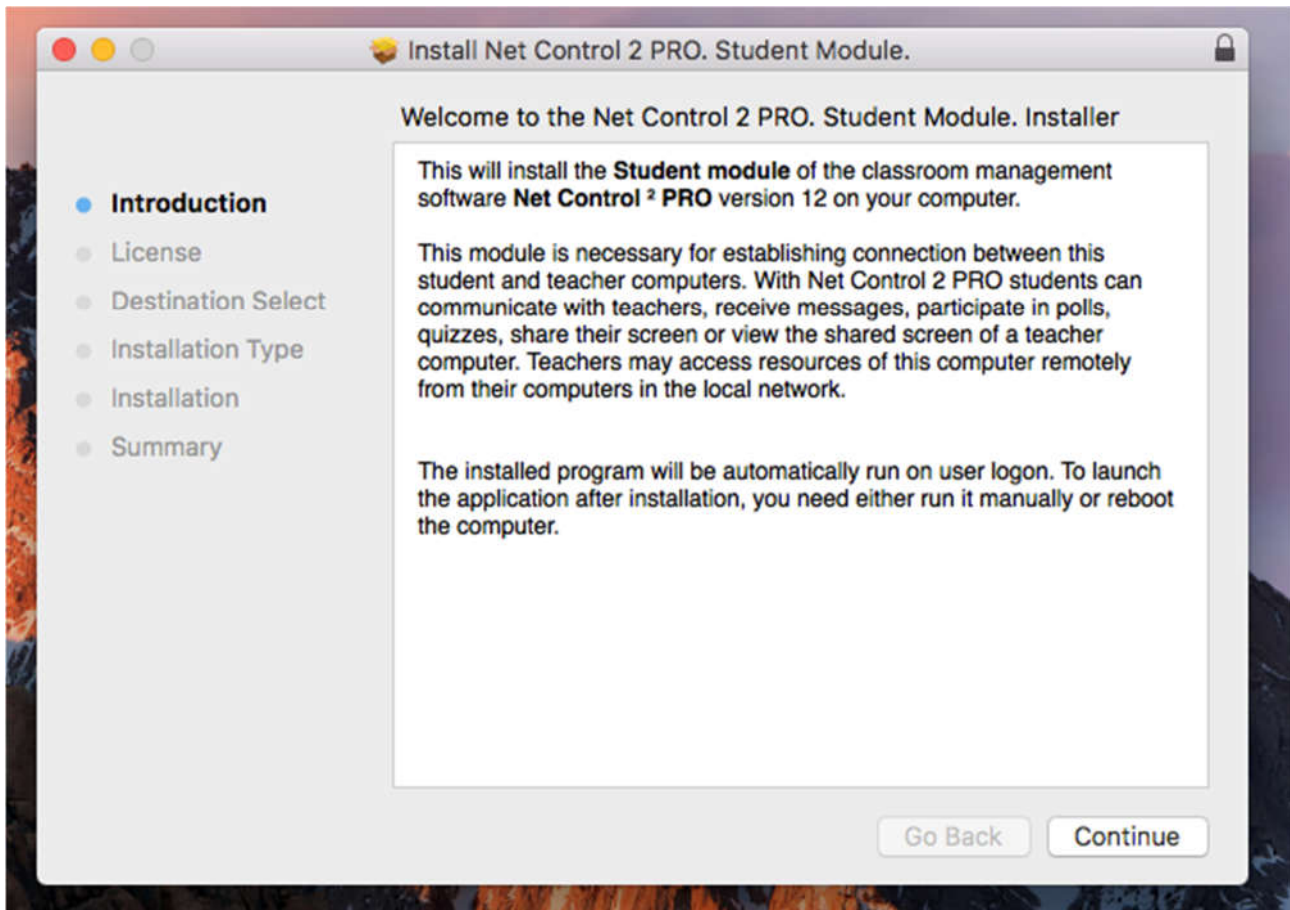 Install Net Control 2 PRO. Student Module.
Welcome to the Net Control 2 PRO. Student Module. Installer
Introduction
License
Destination Select
Installation Type
Installation
Summary
This will install the Student module of the classroom management
software Net Control ² PRO version 12 on your computer.
This module is necessary for establishing connection between this
student and teacher computers. With Net Control 2 PRO students can
communicate with teachers, receive messages, participate in polls,
quizzes, share their screen or view the shared screen of a teacher
computer. Teachers may access resources of this computer remotely
from their computers in the local network.
The installed program will be automatically run on user logon. To launch
the application after installation, you need either run it manually or reboot
the computer.
Go Back
Continue